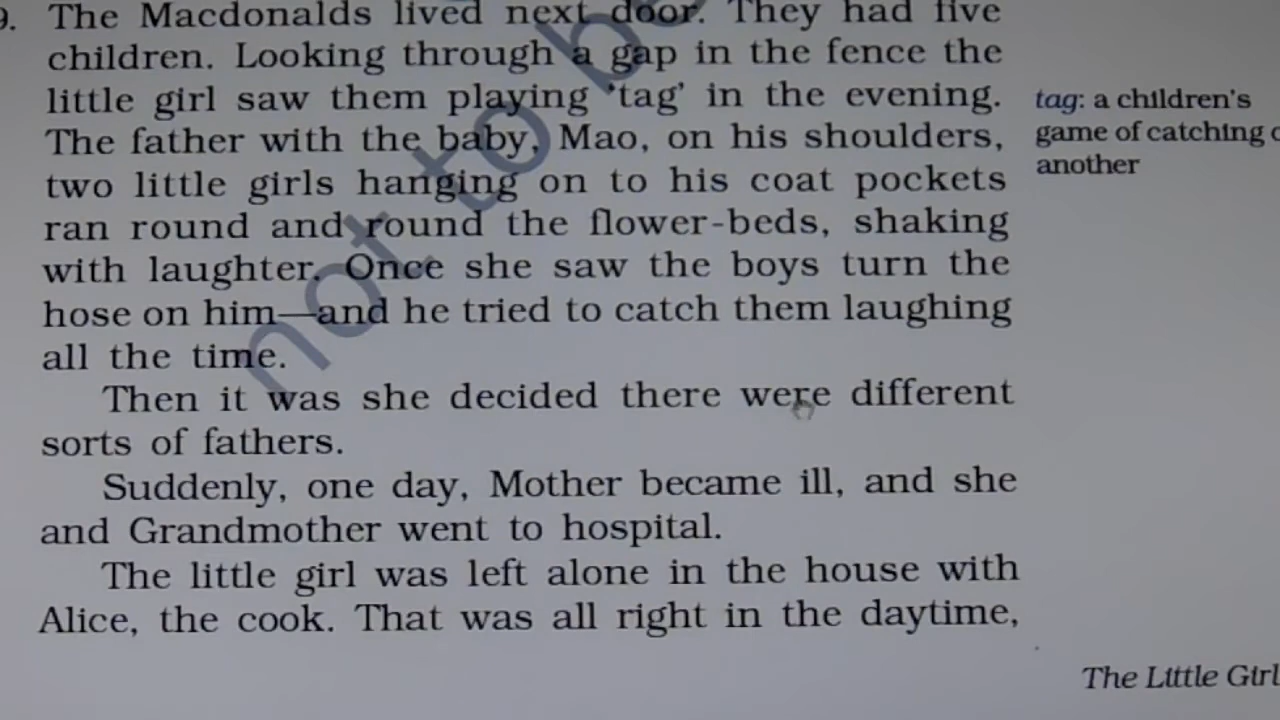 9. The Macdonalds lived next door. They had five
children. Looking through a gap in the fence the
little girl saw them playing 'tag' in the evening.
The father with the baby, Mao, on his shoulders,
two little girls hanging on to his coat pockets
ran round and round the flower-beds, shaking
with laughter. Once she saw the boys turn the
hose on him—and he tried to catch them laughing
all the time.
Then it was she decided there were different
sorts of fathers.
Suddenly, one day, Mother became ill, and she
and Grandmother went to hospital.
The little girl was left alone in the house with
Alice, the cook. That was all right in the daytime,
tag: a children's
game of catching
another
The Little Girl
not to be